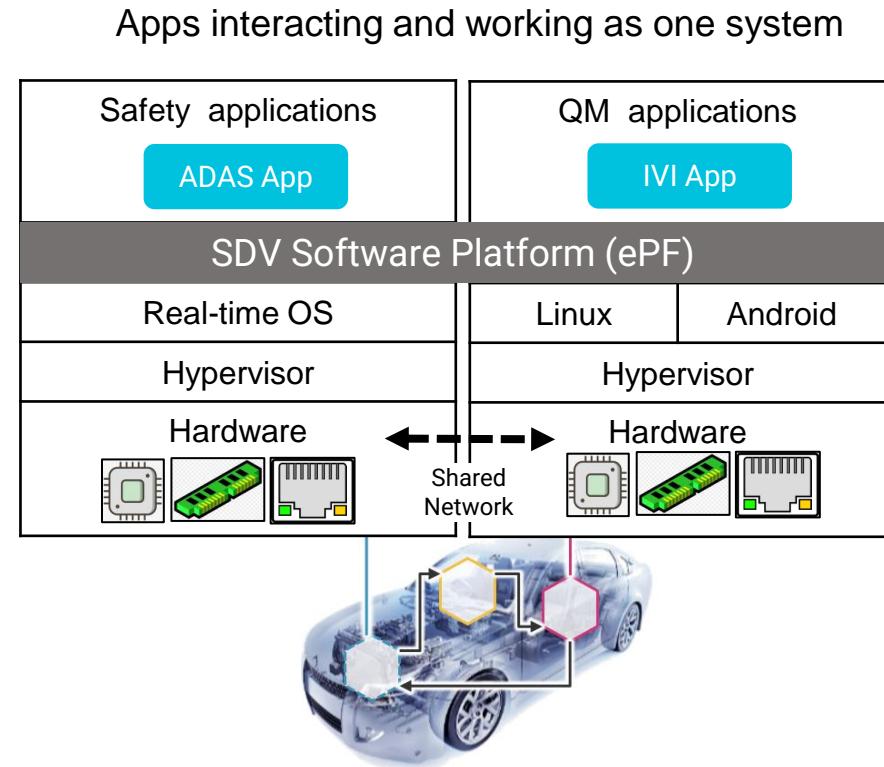 Apps interacting and working as one system
Safety applications
QM applications
ADAS App
IVI App
SDV Software Platform (ePF)
Real-time OS
Linux
Android
Hypervisor
Hypervisor
Hardware
Hardware
Shared
Network